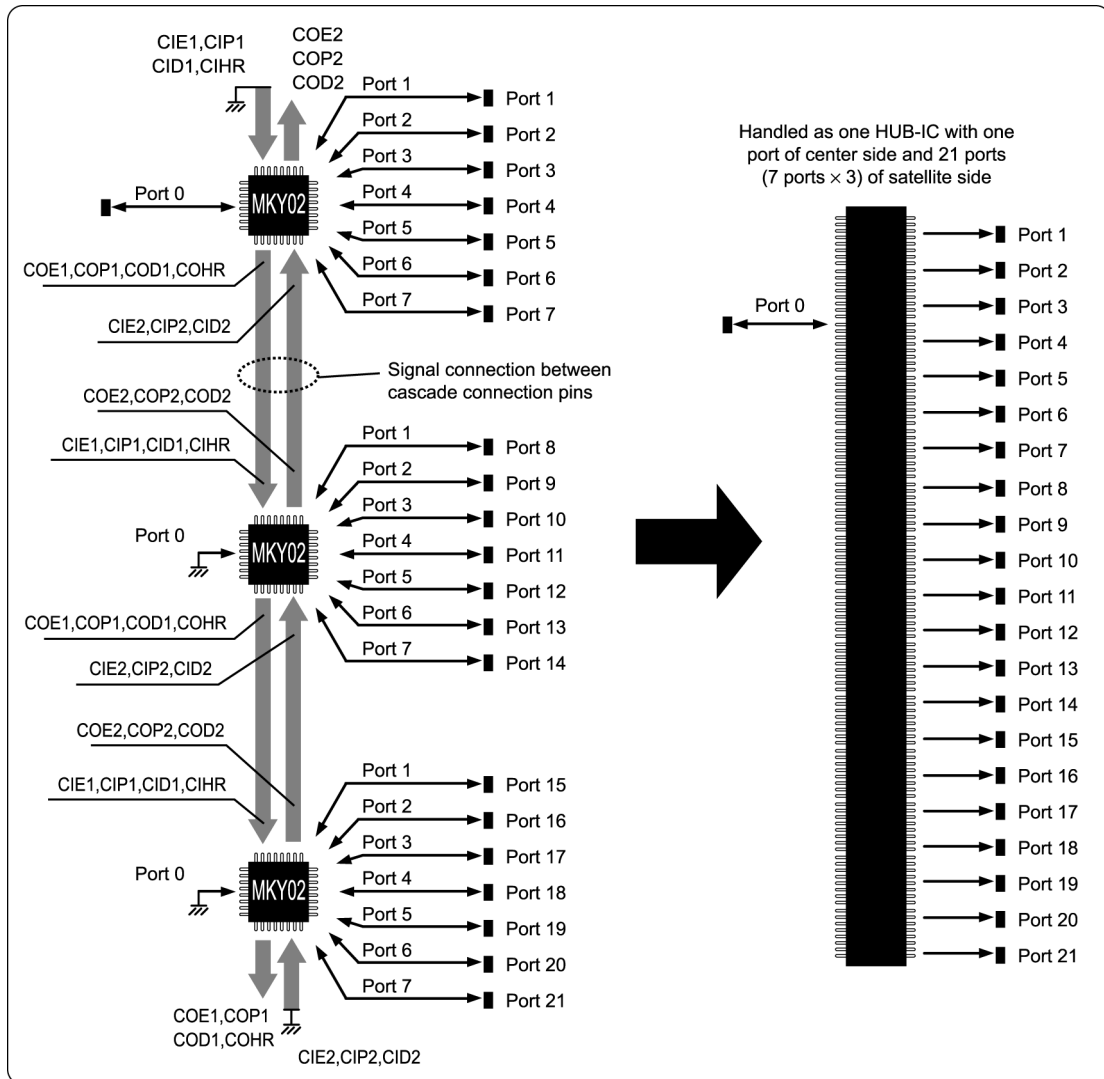 CIE1,CIP1
CID1,CIHR
COE2
COP2
COD2
Port 1
Port 2
Port 3
Port 4
Port 5
Port 6
Port 7
Port 1
Port 2
Port 3
Port 4
Port 5
Port 6
Port 7
Port 0
MKY02
COE1,COP1,COD1,COHR
CIE2,CIP2,CID2
Signal connection between
cascade connection pins
COE2,COP2,COD2
CIE1,CIP1,CID1,CIHR
Port 1
Port 2
Port 3
Port 4
Port 5
Port 6
Port 7
Port 8
Port 9
Port 10
Port 11
Port 12
Port 13
Port 14
Port 0
MKY02
COE1,COP1,COD1,COHR
CIE2,CIP2,CID2
COE2,COP2,COD2
CIE1,CIP1,CID1,CIHR
Port 1
Port 2
Port 3
Port 4
Port 5
Port 6
Port 7
Port 15
Port 16
Port 17
Port 18
Port 19
Port 20
Port 21
Port 0
MKY02
COE1,COP1
COD1,COHR
CIE2,CIP2,CID2
Handled as one HUB-IC with one
port of center side and 21 ports
(7 ports × 3) of satellite side
Port 0
Port 1
Port 2
Port 3
Port 4
Port 5
Port 6
Port 7
Port 8
Port 9
Port 10
Port 11
Port 12
Port 13
Port 14
Port 15
Port 16
Port 17
Port 18
Port 19
Port 20
Port 21